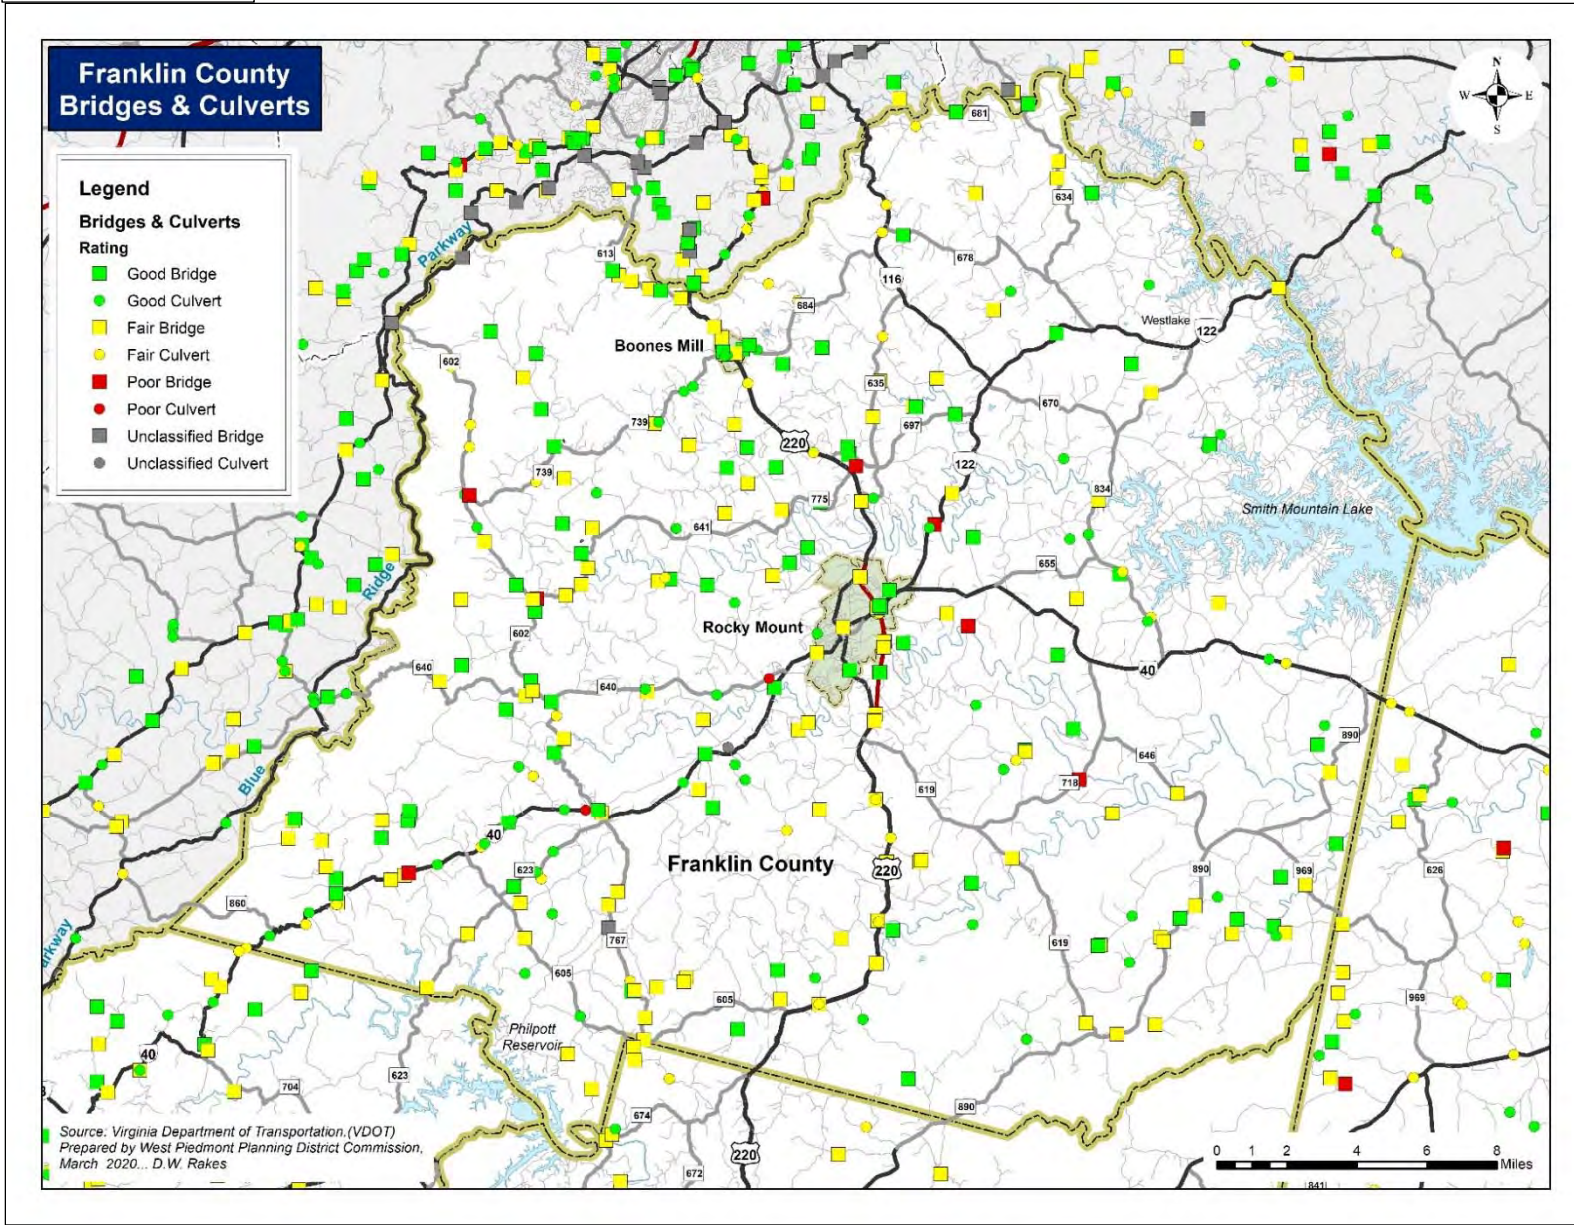 Franklin County
Bridges & Culverts
Legend
Bridges & Culverts
Rating
Good Bridge
Good Culvert
Fair Bridge
Fair Culvert
Poor Bridge
Poor Culvert
Unclassified Bridge
Unclassified Culvert
N
W E
S
681
634
Parkway
613
678
116
684
Westlake
122
Boones Mill
602
635
670
739
697
220
122
739
834
775
Smith Mountain Lake
641
655
Ridge
Rocky Mount
602
640
40
640
890
646
Blue
718
619
40
Franklin County
220
623
890
969
626
860
arkway
767
619
605
605
969
Philpott
Reservoir
40
623
704
890
674
220
672
841
Source: Virginia Department of Transportation.(VDOT)
Prepared by West Piedmont Planning District Commission,
March 2020... D.W. Rakes
0 1 2 4 6 8
Miles